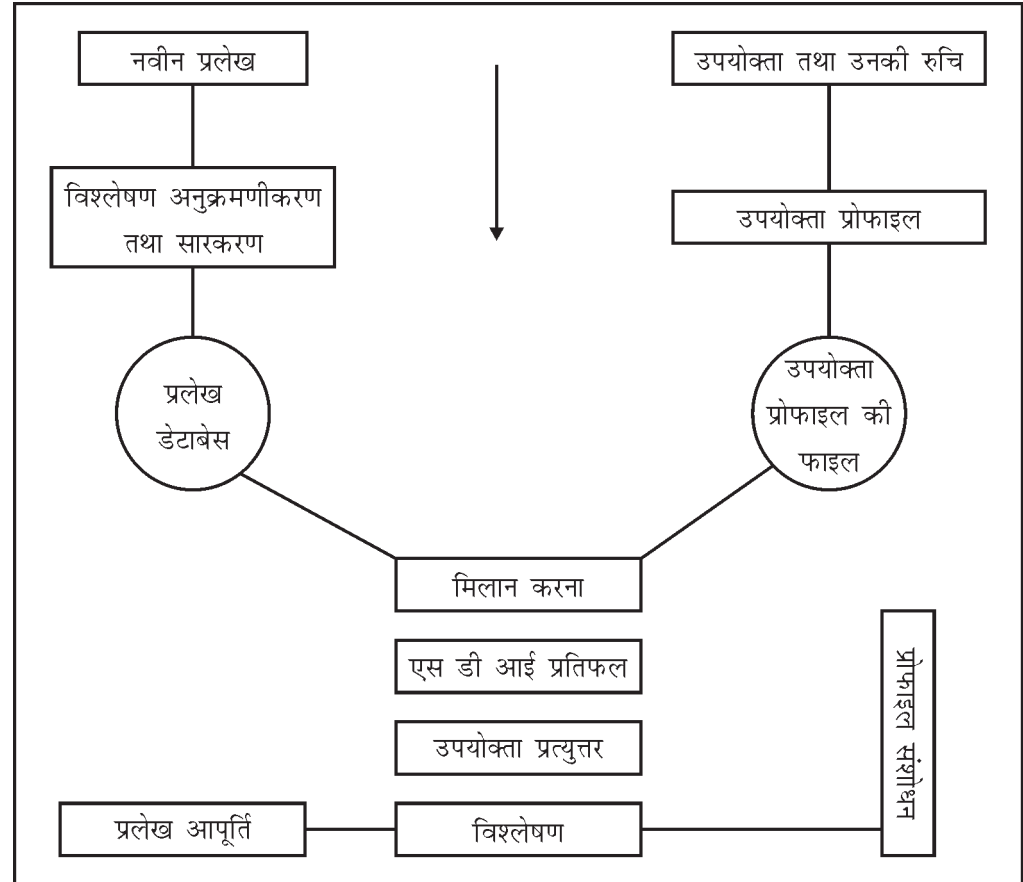 नवीन प्रलेख
उपयोक्ता तथा उनकी रुचि
विश्लेषण अनुक्रमणीकरण
तथा सारकरण
उपयोक्ता प्रोफाइल
प्रलेख
डेटाबेस
उपयोक्ता
प्रोफाइल की
फाइल
मिलान करना
एस डी आई प्रतिफल
उपयोक्ता प्रत्युत्तर
प्रोफाइल संशोधन
प्रलेख आपूर्ति
विश्लेषण